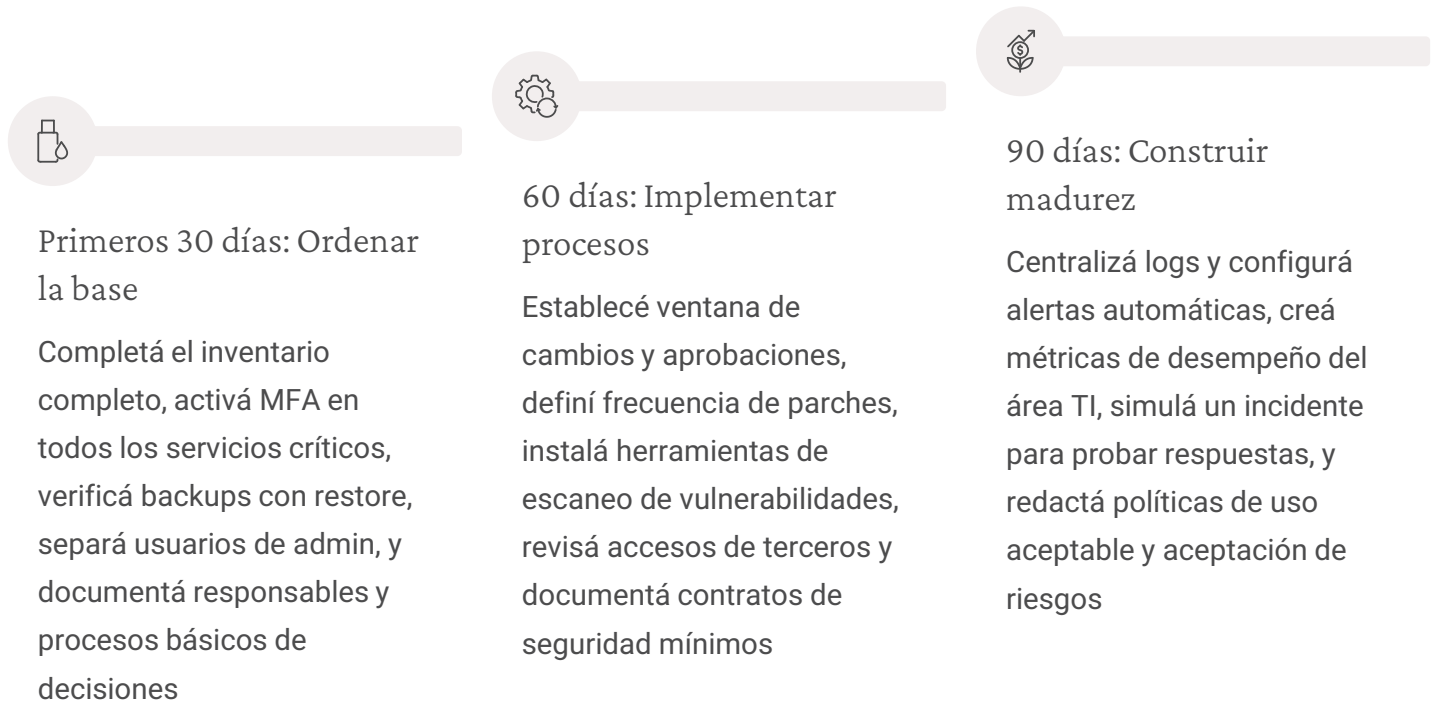 Primeros 30 días: Ordenar
la base
Completá el inventario
completo, activá MFA en
todos los servicios críticos,
verificá backups con restore,
separá usuarios de admin, y
documentá responsables y
procesos básicos de
decisiones
60 días: Implementar
procesos
Establecé ventana de
cambios y aprobaciones,
definí frecuencia de parches,
instalá herramientas de
escaneo de vulnerabilidades,
revisá accesos de terceros y
documentá contratos de
seguridad mínimos
90 días: Construir
madurez
Centralizá logs y configurá
alertas automáticas, creá
métricas de desempeño del
área TI, simulá un incidente
para probar respuestas, y
redactá políticas de uso
aceptable y aceptación de
riesgos